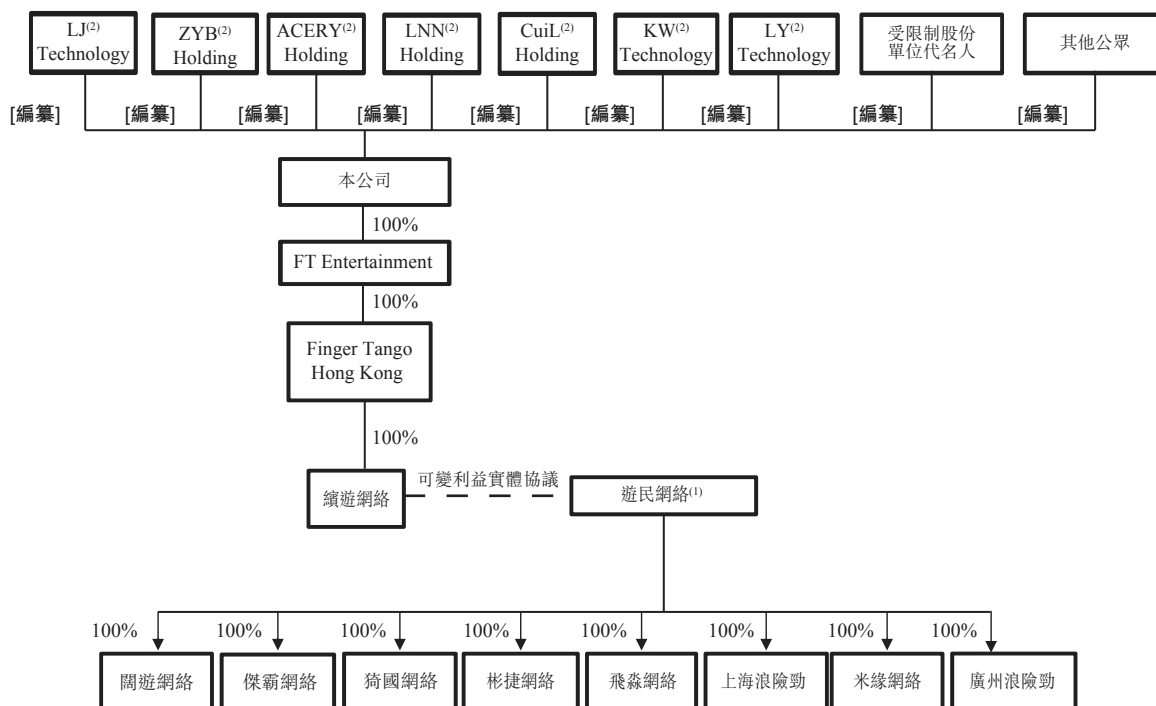 LJ(2)
Technology
ZYB(2)
Holding
ACERY(2)
Holding
LNN(2)
Holding
CuiL(2)
Holding
KW(2)
Technology
LY(2)
Technology
受限制股份
單位代名人
其他公眾
[編纂]
[編纂]
[編纂]
[編纂]
[編纂]
[編纂]
[編纂]
[編纂]
[編纂]
本公司
100%
FT Entertainment
100%
Finger Tango
Hong Kong
100%
繽遊網絡
可變利益實體協議
遊民網絡(1)
100%
100%
100%
100%
100%
100%
100%
100%
闊遊網絡
傑霸網絡
猗國網絡
彬捷網絡
飛淼網絡
上海浪險勁
米緣網絡
廣州浪險勁